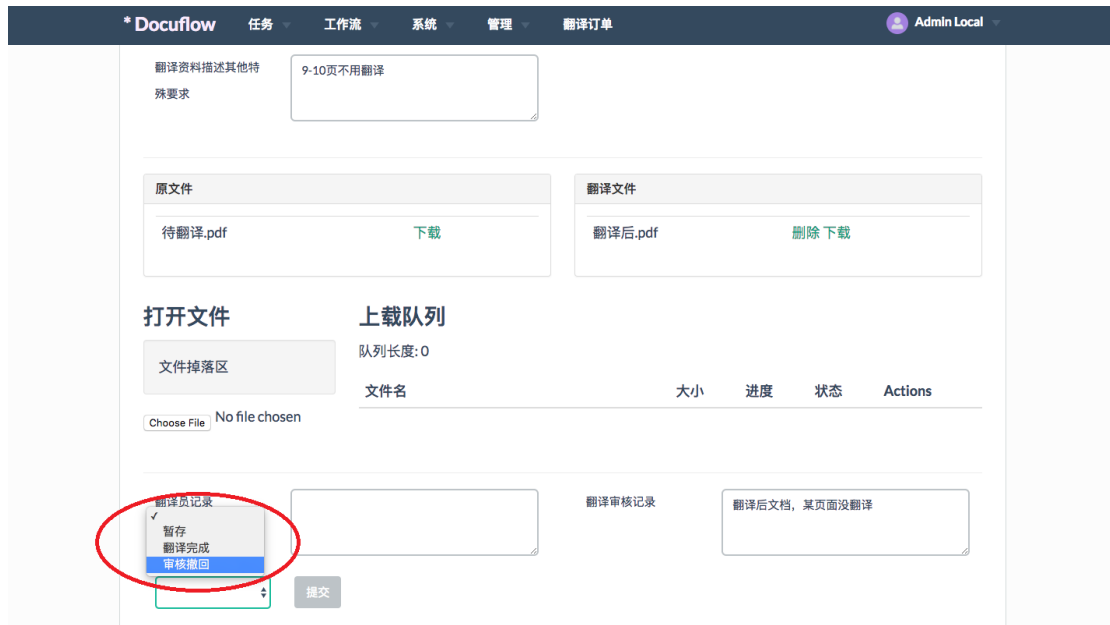 * Docuflow 任务 工作流 系统 管理 翻译订单 Admin Local
翻译资料描述其他特
殊要求
9-10页不用翻译
原文件 翻译文件
待翻译.pdf 下载 翻译后.pdf 删除 下载
打开文件 上载队列
文件掉落区
队列长度: 0
文件名 大小 进度 状态 Actions
Choose File No file chosen
翻译员记录 翻译审核记录 翻译后文档，某页面没翻译
✓
暂存
翻译完成
审核撤回
提交